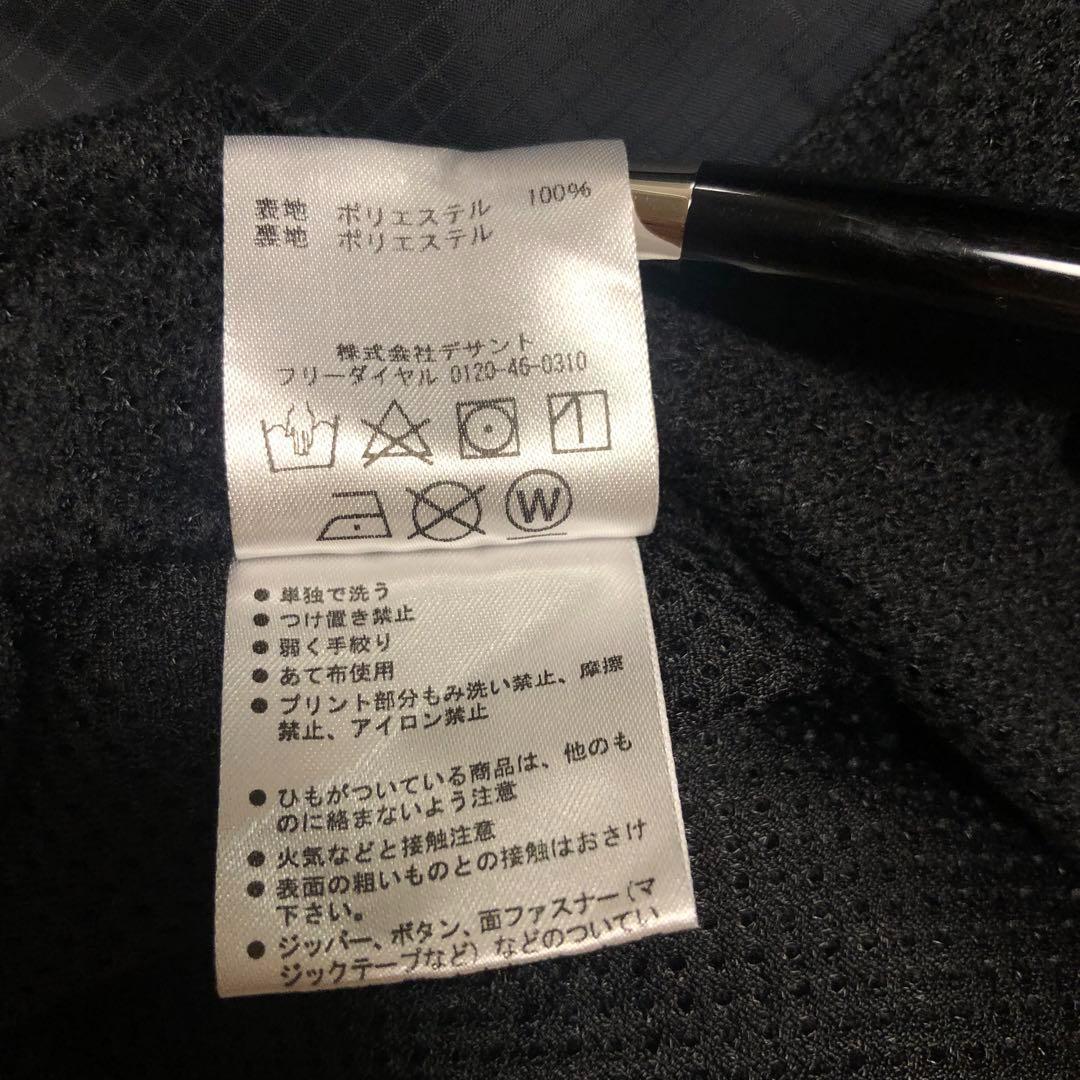 表地 ポリエステル 100%
裏地 ポリエステル
株式会社デサント
フリーダイヤル 0120-46-0310
W
● 単独で洗う
● つけ置き禁止
● 弱く手絞り
● あて布使用
● プリント部分もみ洗い禁止、摩擦
禁止、アイロン禁止
● ひもがついている商品は、他のも
のに絡まないよう注意
● 火気などと接触注意
● 表面の粗いものとの接触はおさけ
下さい。
● ジッパー、ボタン、面ファスナー(マ
ジックテープなど)などのついてい